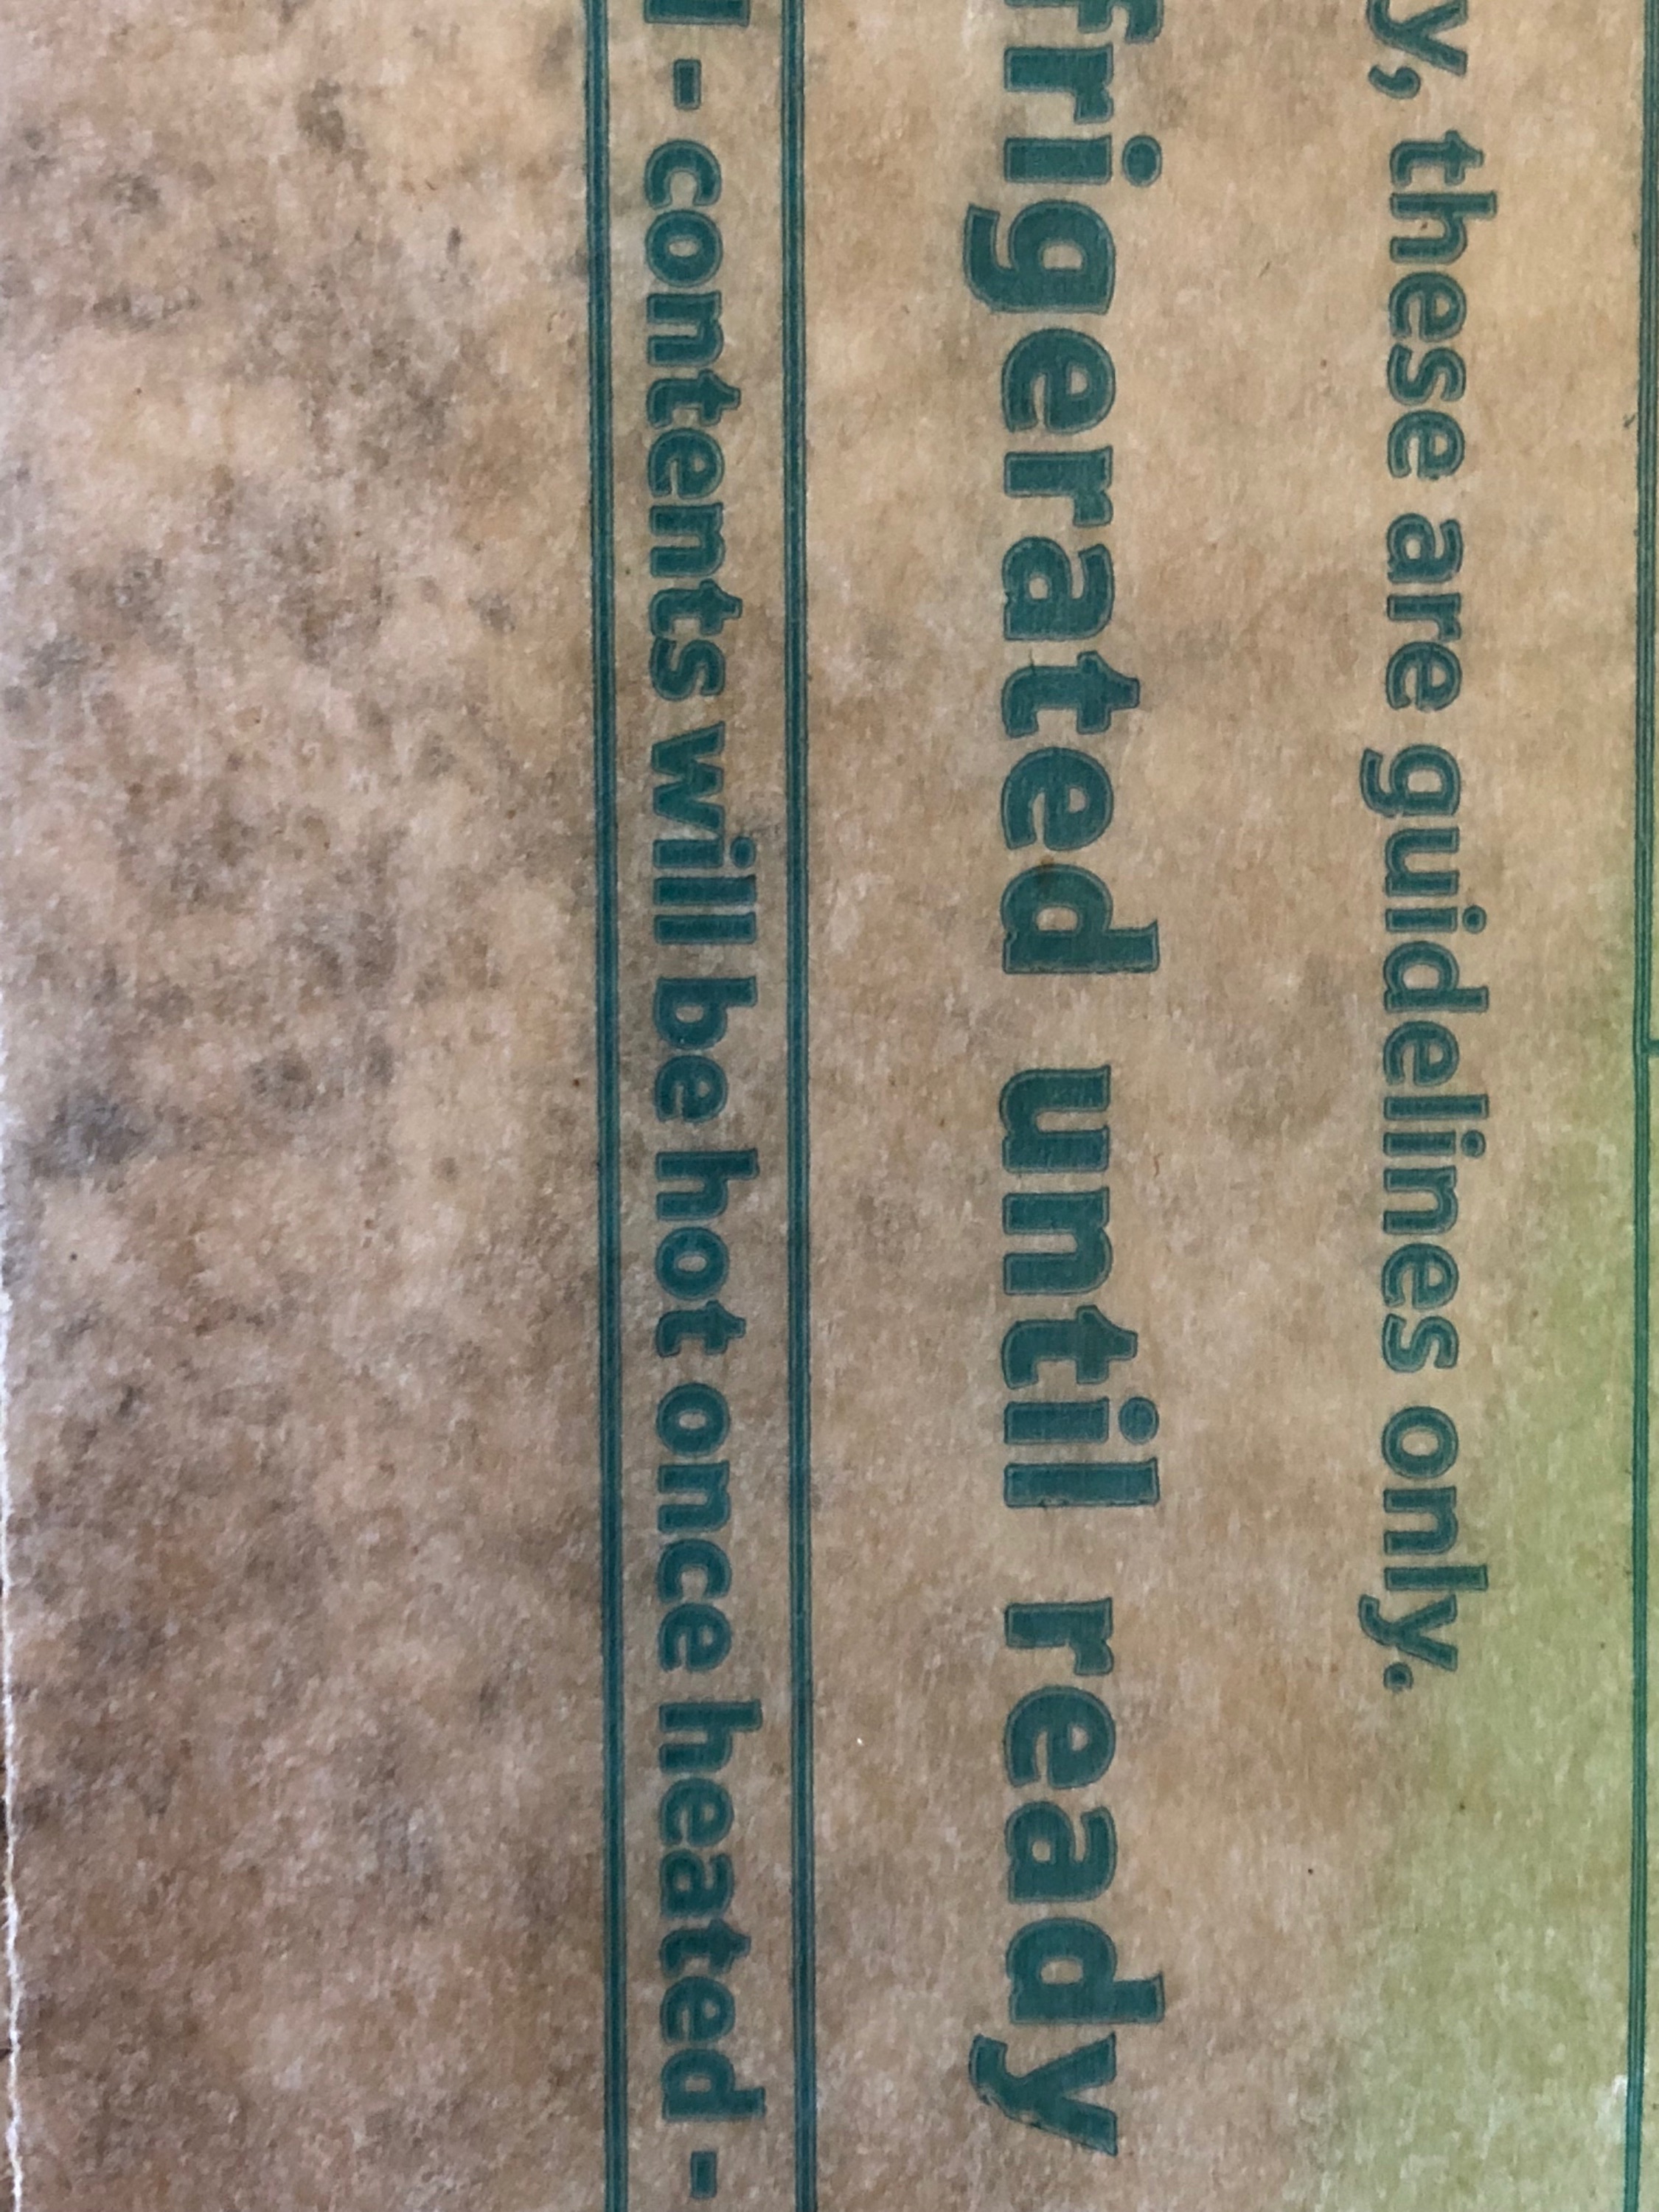 y, these are guidelines only.
frigerated until ready
- contents will be hot once heated -